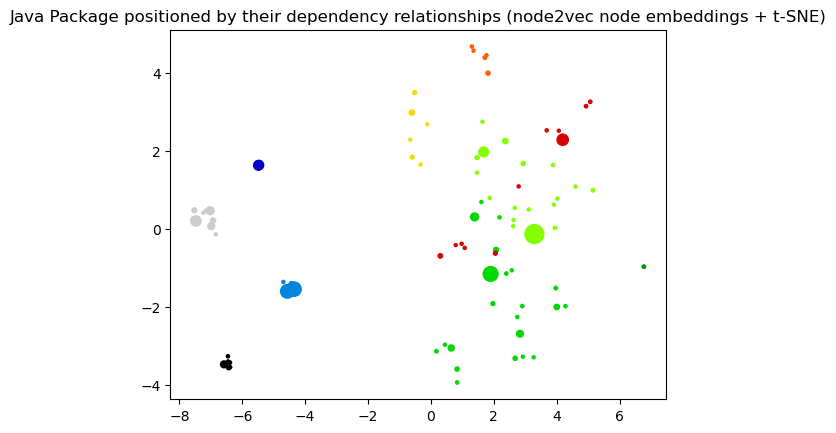 Java Package positioned by their dependency relationships (node2vec node embeddings + t-SNE)
4
2
0
−2
−4
−8 −6 −4 −2 0 2 4 6